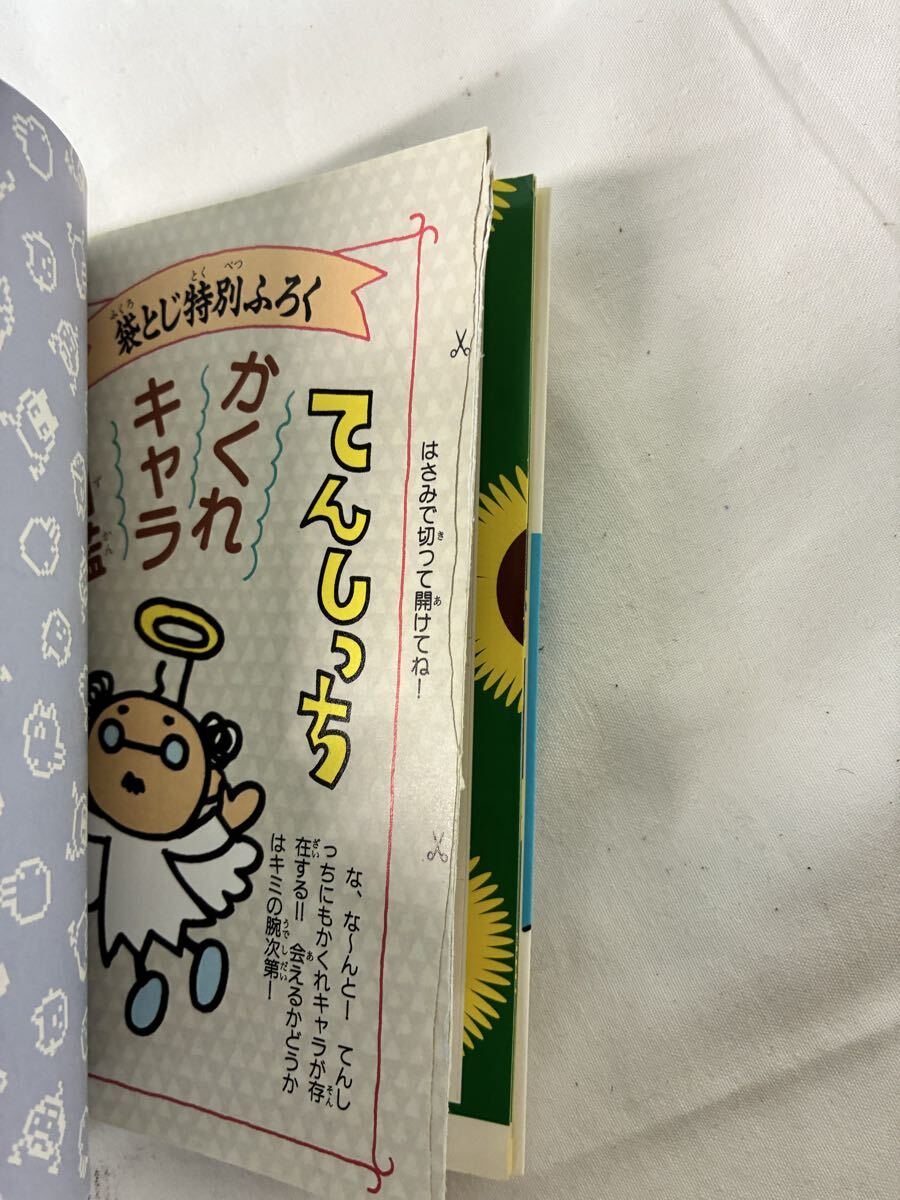 袋とじ特別ふろく
はさみで切って開けてね！
てんしっち
かくれ
キャラ
な、な〜んとー　てんし
っちにもかくれキャラが存
在する!!　会えるかどうか
はキミの腕次第ー